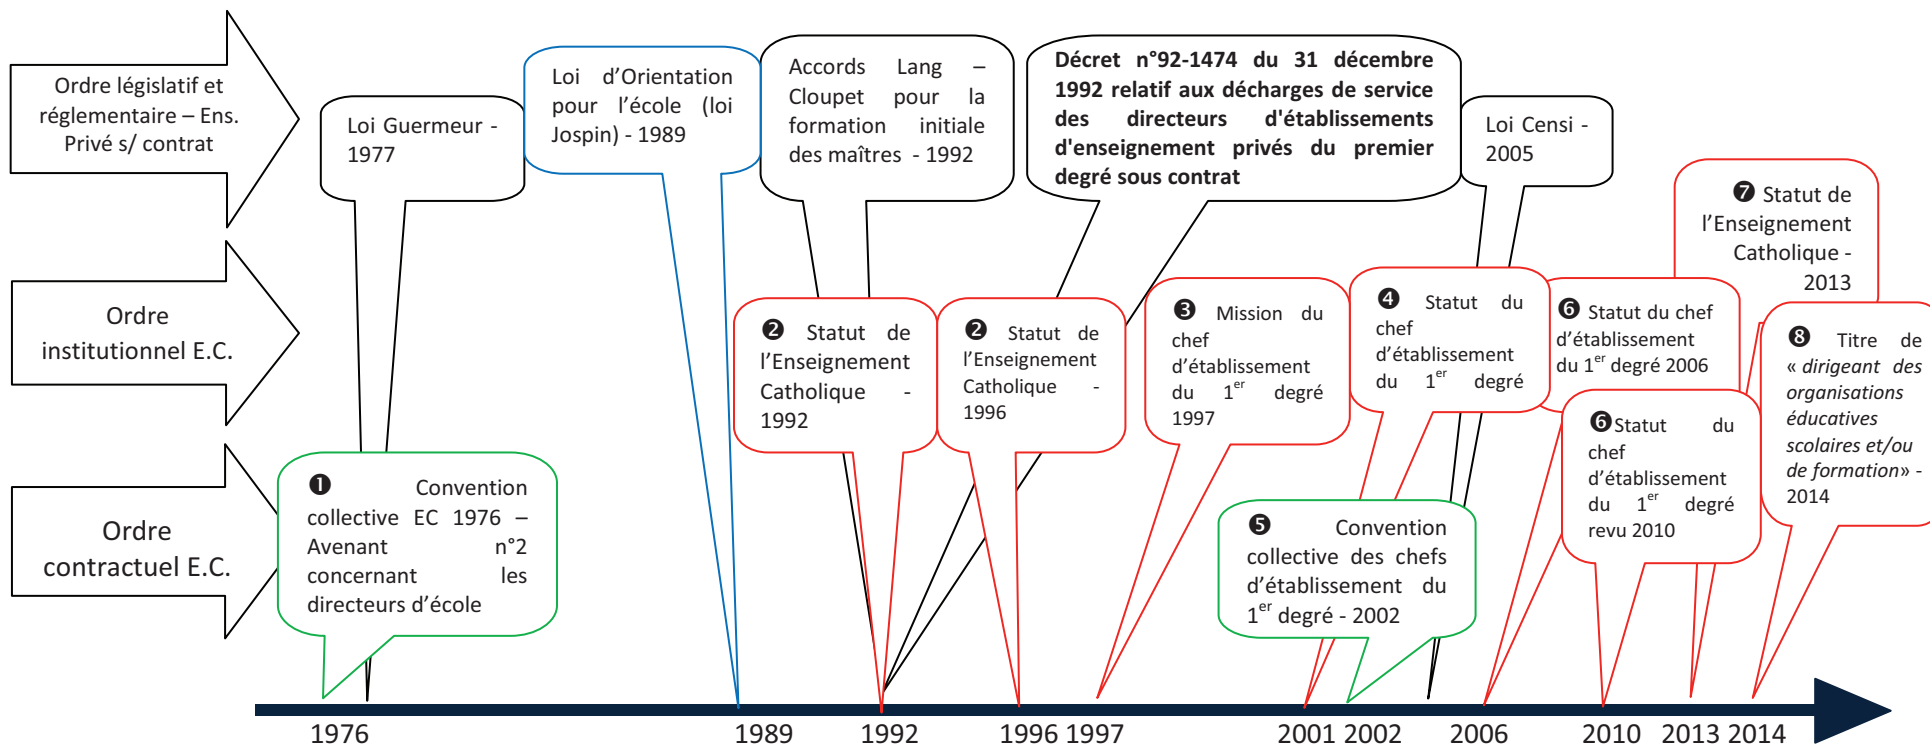 Ordre législatif et
réglementaire – Ens.
Privé s/ contrat
Loi Guermeur -
1977
Loi d’Orientation
pour l’école (loi
Jospin) - 1989
Accords Lang –
Cloupet pour la
formation initiale
des maîtres - 1992
Décret n°92-1474 du 31 décembre
1992 relatif aux décharges de service
des directeurs d'établissements
d'enseignement privés du premier
degré sous contrat
Loi Censi -
2005
❼ Statut de
l’Enseignement
Catholique -
2013
Ordre
institutionnel E.C.
❷ Statut de
l’Enseignement
Catholique -
1992
❷ Statut de
l’Enseignement
Catholique -
1996
❸ Mission du
chef
d’établissement
du 1er degré
1997
❹ Statut du
chef
d’établissement
du 1er degré
❻ Statut du chef
d’établissement
du 1er degré 2006
❻Statut du
chef
d’établissement
du 1er degré
revu 2010
❽ Titre de
« dirigeant des
organisations
éducatives
scolaires et/ou
de formation» -
2014
Ordre
contractuel E.C.
❶ Convention
collective EC 1976 –
Avenant n°2
concernant les
directeurs d’école
❺ Convention
collective des chefs
d’établissement du
1er degré - 2002
1976 1989 1992 1996 1997 2001 2002 2006 2010 2013 2014